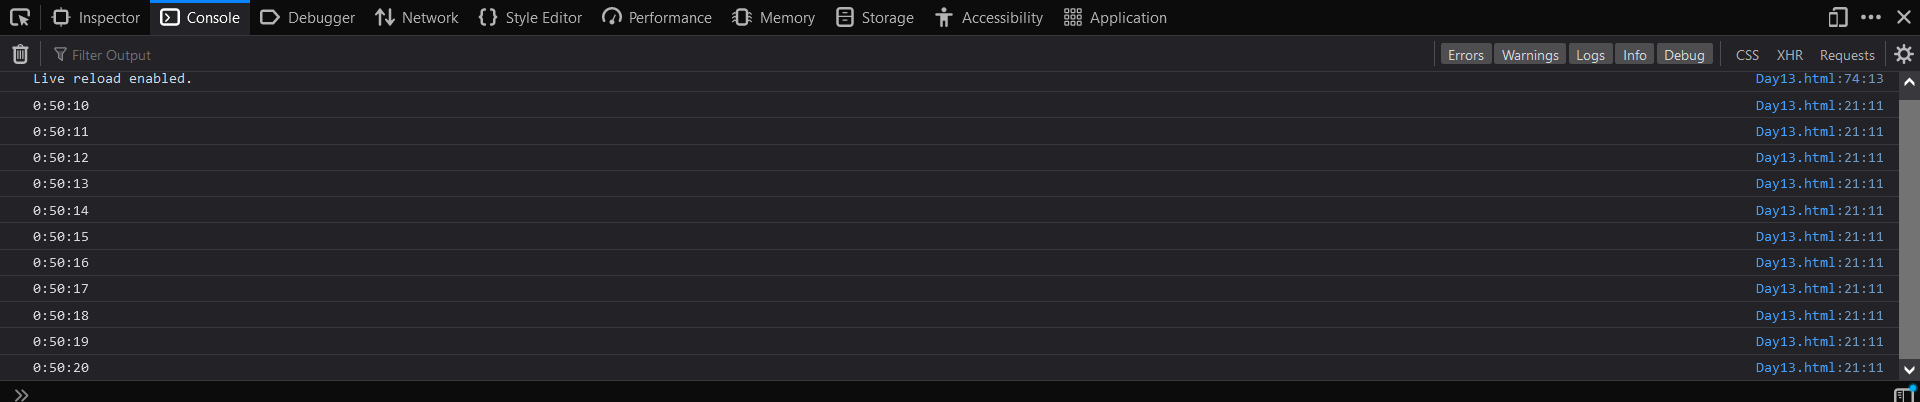 Inspector Console Debugger Network Style Editor Performance Memory Storage Accessibility Application
Filter Output Errors Warnings Logs Info Debug CSS XHR Requests
Live reload enabled. Day13.html:74:13
0:50:10 Day13.html:21:11
0:50:11 Day13.html:21:11
0:50:12 Day13.html:21:11
0:50:13 Day13.html:21:11
0:50:14 Day13.html:21:11
0:50:15 Day13.html:21:11
0:50:16 Day13.html:21:11
0:50:17 Day13.html:21:11
0:50:18 Day13.html:21:11
0:50:19 Day13.html:21:11
0:50:20 Day13.html:21:11